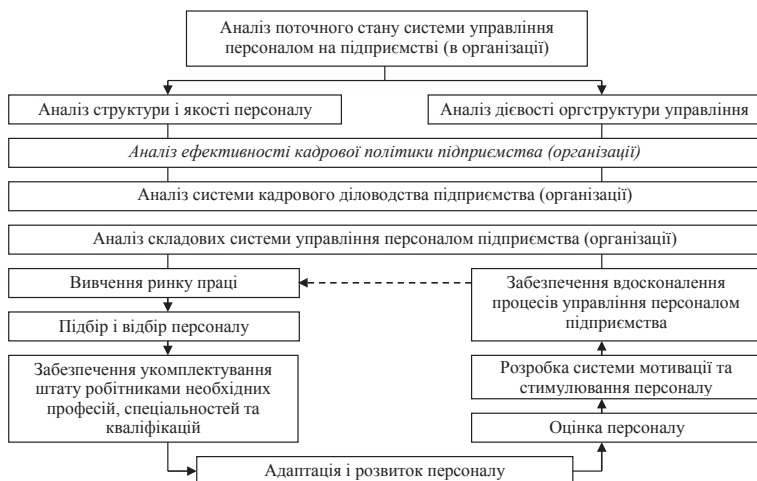 Аналіз поточного стану системи управління
персоналом на підприємстві (в організації)
Аналіз структури і якості персоналу
Аналіз дієвості оргструктури управління
Аналіз ефективності кадрової політики підприємства (організації)
Аналіз системи кадрового діловодства підприємства (організації)
Аналіз складових системи управління персоналом підприємства (організації)
Вивчення ринку праці
Підбір і відбір персоналу
Забезпечення укомплектування
штату робітниками необхідних
професій, спеціальностей та
кваліфікацій
Забезпечення вдосконалення
процесів управління персоналом
підприємства
Розробка системи мотивації та
стимулювання персоналу
Оцінка персоналу
Адаптація і розвиток персоналу